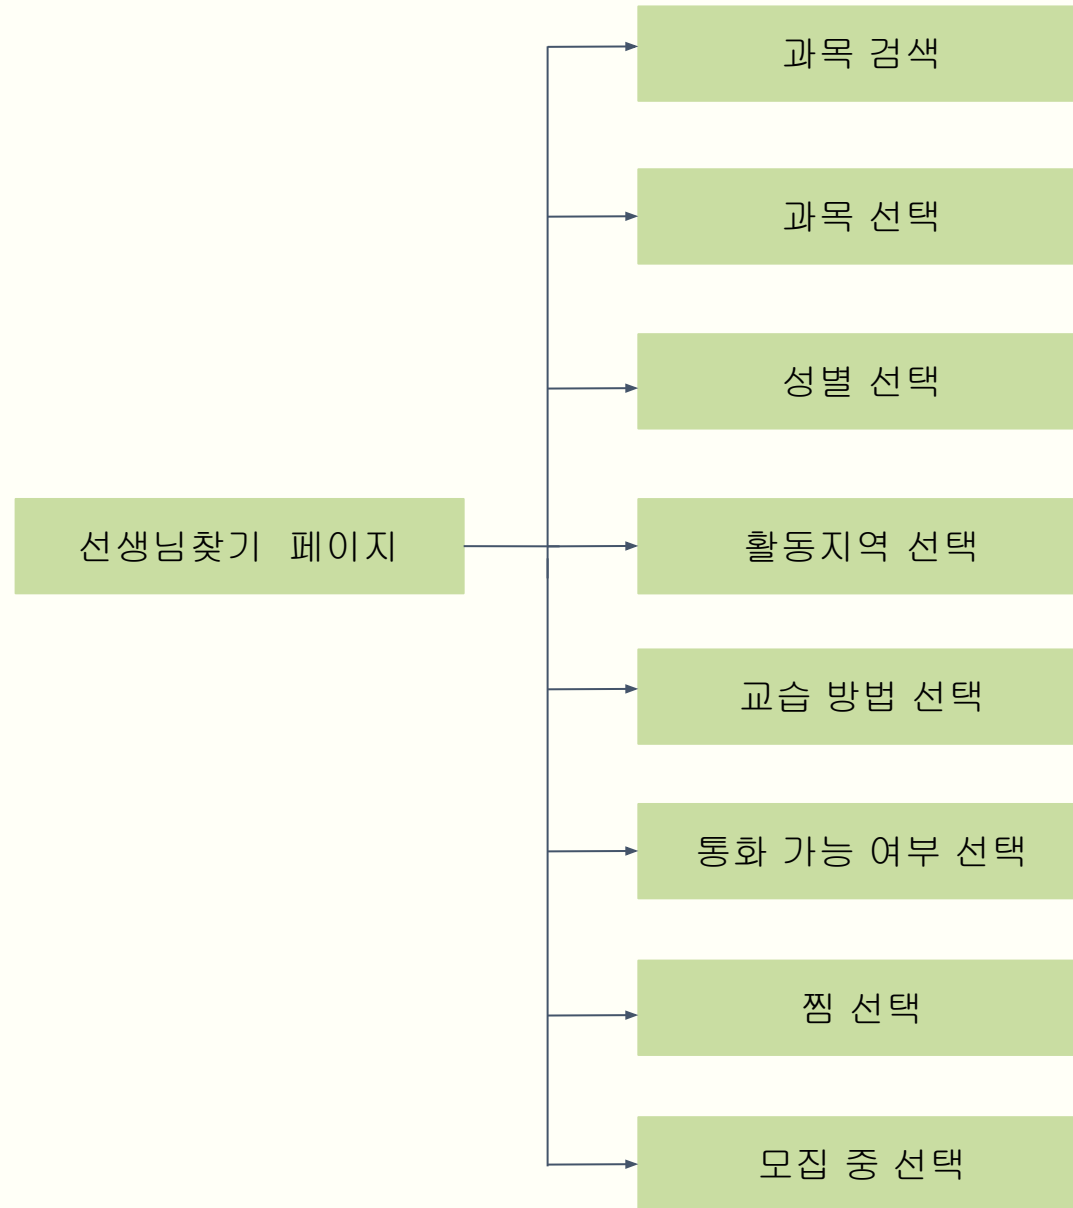 과목 검색
과목 선택
성별 선택
선생님찾기 페이지
활동지역 선택
교습 방법 선택
통화 가능 여부 선택
찜 선택
모집 중 선택